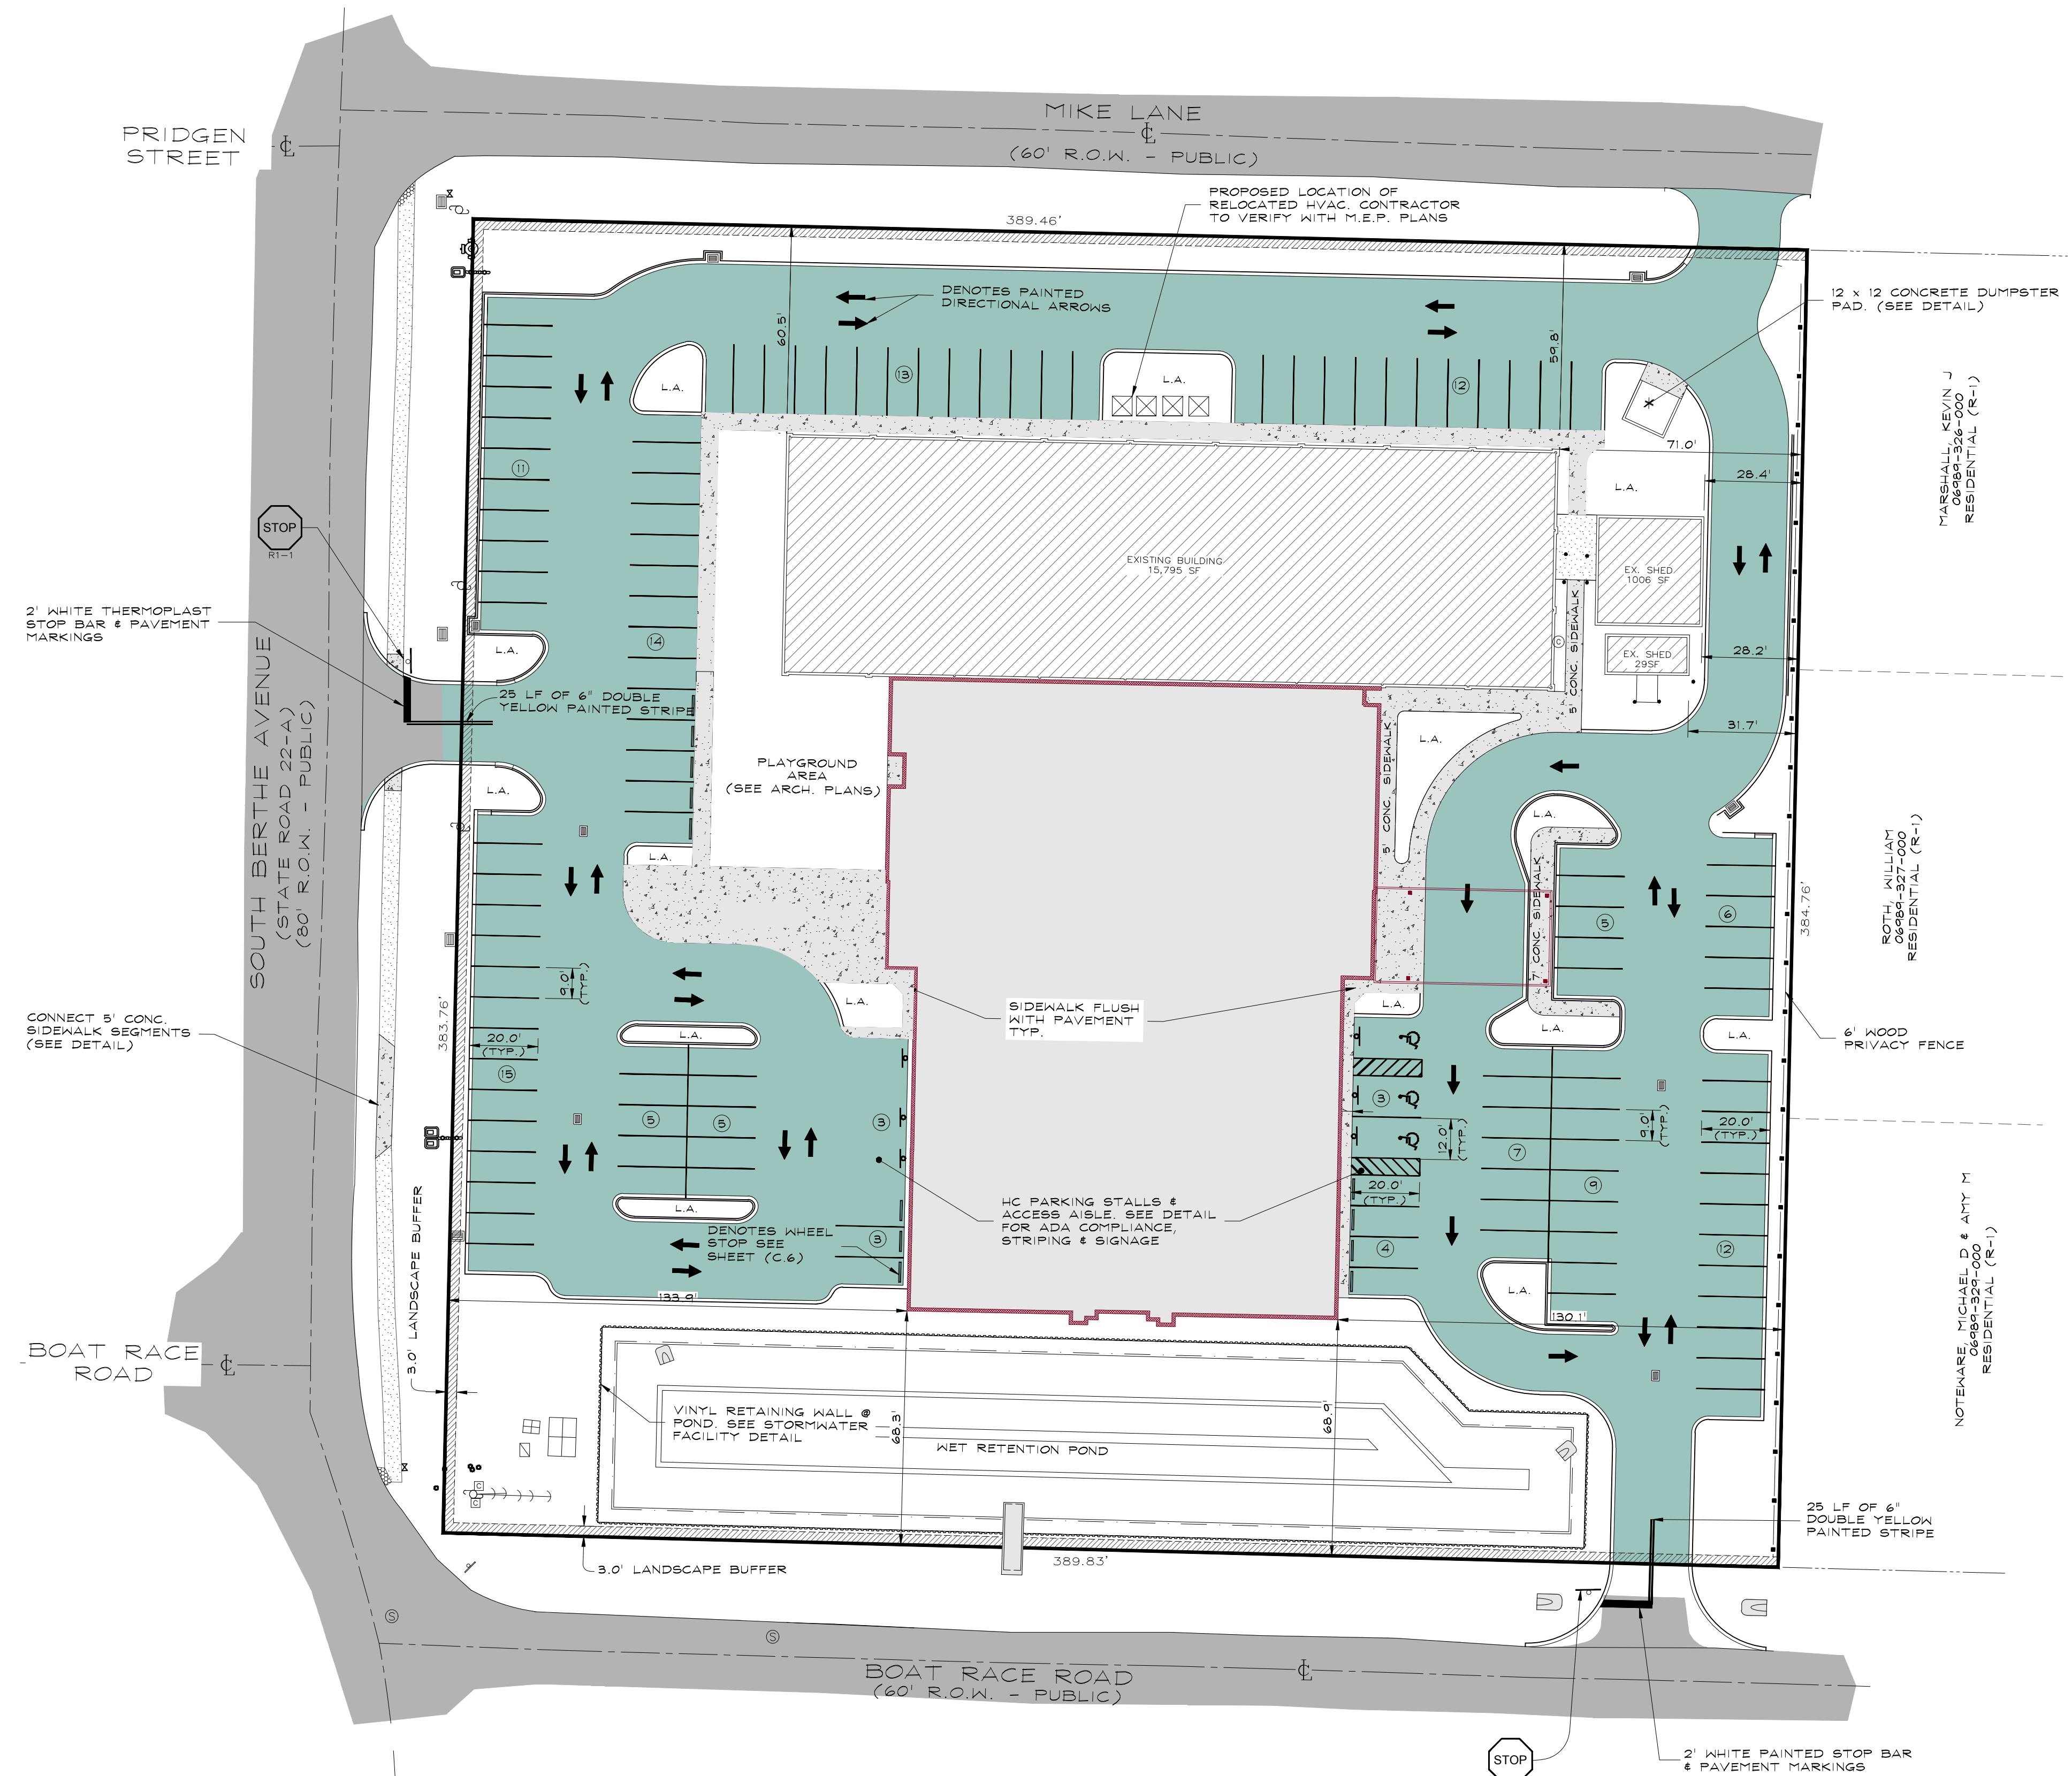 MIKE LANE
(60' R.O.W. - PUBLIC)
PRIDGEN
STREET
PROPOSED LOCATION OF
RELOCATED HVAC. CONTRACTOR
TO VERIFY WITH M.E.P. PLANS
389.46'
DENOTES PAINTED
DIRECTIONAL ARROWS
12 x 12 CONCRETE DUMPSTER
PAD. (SEE DETAIL)
60.5'
59.8'
L.A.
13
L.A.
12
71.0'
28.4'
L.A.
MARSHALL, KEVIN J
06989-326-000
RESIDENTIAL (R-1)
11
STOP
R1-1
EXISTING BUILDING
15,795 SF
EX. SHED
1006 SF
2' WHITE THERMOPLAST
STOP BAR & PAVEMENT
MARKINGS
14
L.A.
5' CONC. SIDEWALK
C
EX. SHED
29SF
28.2'
25 LF OF 6" DOUBLE
YELLOW PAINTED STRIPE
31.7'
SOUTH BERTHE AVENUE
(STATE ROAD 22-A)
(80' R.O.W. - PUBLIC)
PLAYGROUND
AREA
(SEE ARCH. PLANS)
L.A.
5' CONC. SIDEWALK
L.A.
L.A.
L.A.
7' CONC. SIDEWALK
5
6
384.76'
ROTH, WILLIAM
06989-327-000
RESIDENTIAL (R-1)
9.0'
(TYP.)
L.A.
SIDEWALK FLUSH
WITH PAVEMENT
TYP.
L.A.
L.A.
L.A.
6' WOOD
PRIVACY FENCE
CONNECT 5' CONC.
SIDEWALK SEGMENTS
(SEE DETAIL)
383.76'
20.0'
(TYP.)
15
L.A.
5
5
3
3
12.0'
(TYP.)
7
9.0'
(TYP.)
20.0'
(TYP.)
9
20.0'
(TYP.)
HC PARKING STALLS &
ACCESS AISLE. SEE DETAIL
FOR ADA COMPLIANCE,
STRIPING & SIGNAGE
L.A.
DENOTES WHEEL
STOP SEE
SHEET (C.6)
3
4
12
L.A.
NOTEWARE, MICHAEL D & AMY M
06989-329-000
RESIDENTIAL (R-1)
133.9'
130.1'
3.0' LANDSCAPE BUFFER
BOAT RACE
ROAD
VINYL RETAINING WALL @
POND. SEE STORMWATER
FACILITY DETAIL
68.3'
WET RETENTION POND
68.9'
C
C
25 LF OF 6"
DOUBLE YELLOW
PAINTED STRIPE
3.0' LANDSCAPE BUFFER
389.83'
S
S
BOAT RACE ROAD
(60' R.O.W. - PUBLIC)
STOP
2' WHITE PAINTED STOP BAR
& PAVEMENT MARKINGS